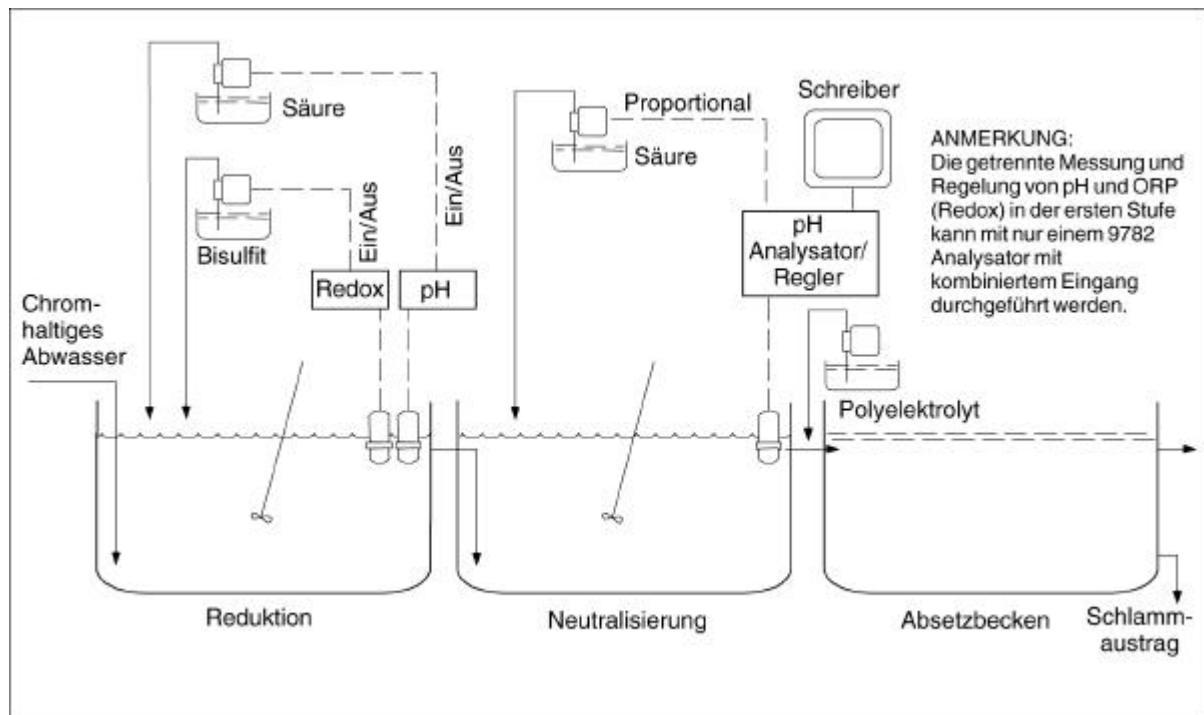 Säure
Ein/Aus
Bisulfit
Ein/Aus
Redox
pH
Chrom-
haltiges
Abwasser
Reduktion
Proportional
Säure
Schreiber
pH
Analysator/
Regler
Neutralisierung
ANMERKUNG:
Die getrennte Messung und
Regelung von pH und ORP
(Redox) in der ersten Stufe
kann mit nur einem 9782
Analysator mit
kombiniertem Eingang
durchgeführt werden.
Polyelektrolyt
Absetzbecken
Schlamm-
austrag